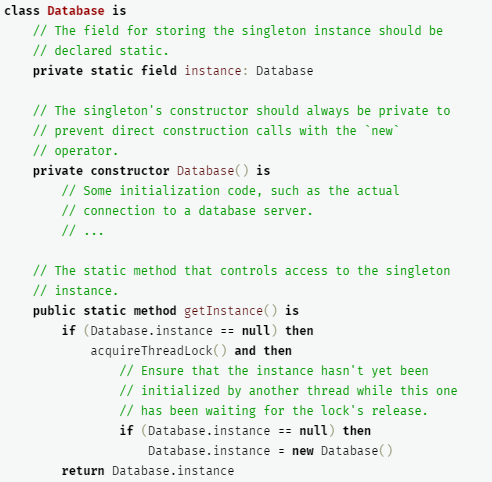 class Database is
    // The field for storing the singleton instance should be
    // declared static.
    private static field instance: Database

    // The singleton's constructor should always be private to
    // prevent direct construction calls with the `new`
    // operator.
    private constructor Database() is
        // Some initialization code, such as the actual
        // connection to a database server.
        // ...

    // The static method that controls access to the singleton
    // instance.
    public static method getInstance() is
        if (Database.instance == null) then
            acquireThreadLock() and then
                // Ensure that the instance hasn't yet been
                // initialized by another thread while this one
                // has been waiting for the lock's release.
                if (Database.instance == null) then
                    Database.instance = new Database()
        return Database.instance